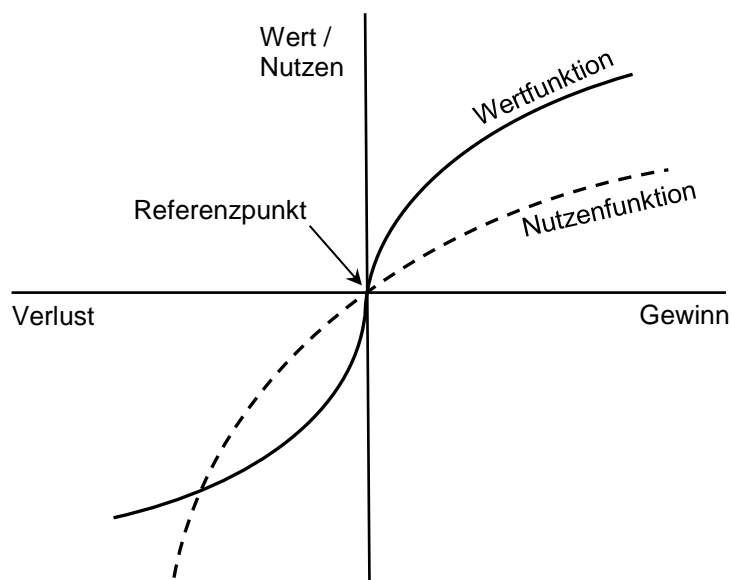 Wert /
Nutzen
Wertfunktion
Nutzenfunktion
Referenzpunkt
Verlust
Gewinn